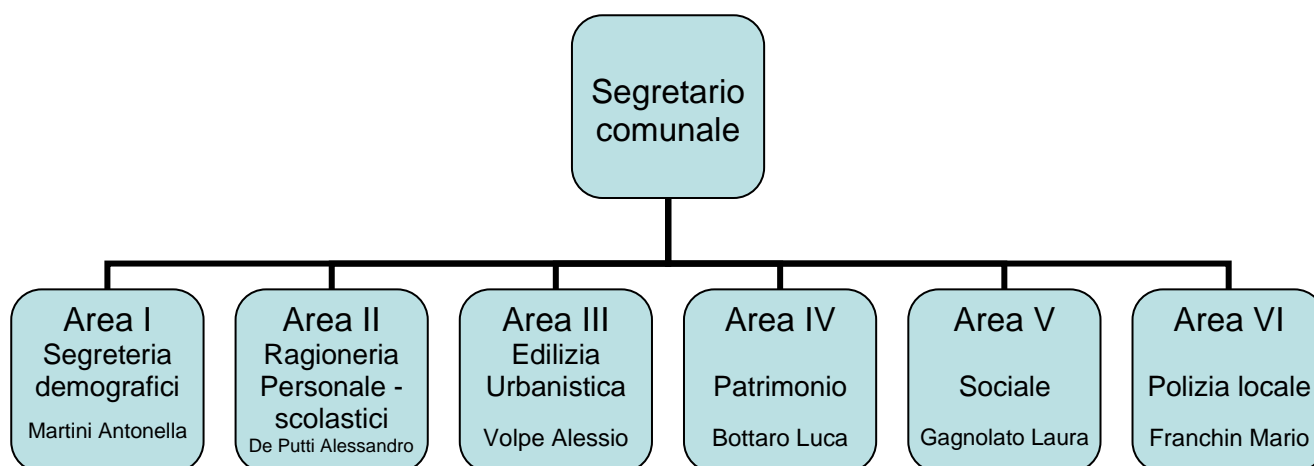 Segretario
comunale
Area I
Segreteria
demografici
Martini Antonella
Area II
Ragioneria
Personale -
scolastici
De Putti Alessandro
Area III
Edilizia
Urbanistica
Volpe Alessio
Area IV
Patrimonio
Bottaro Luca
Area V
Sociale
Gagnolato Laura
Area VI
Polizia locale
Franchin Mario